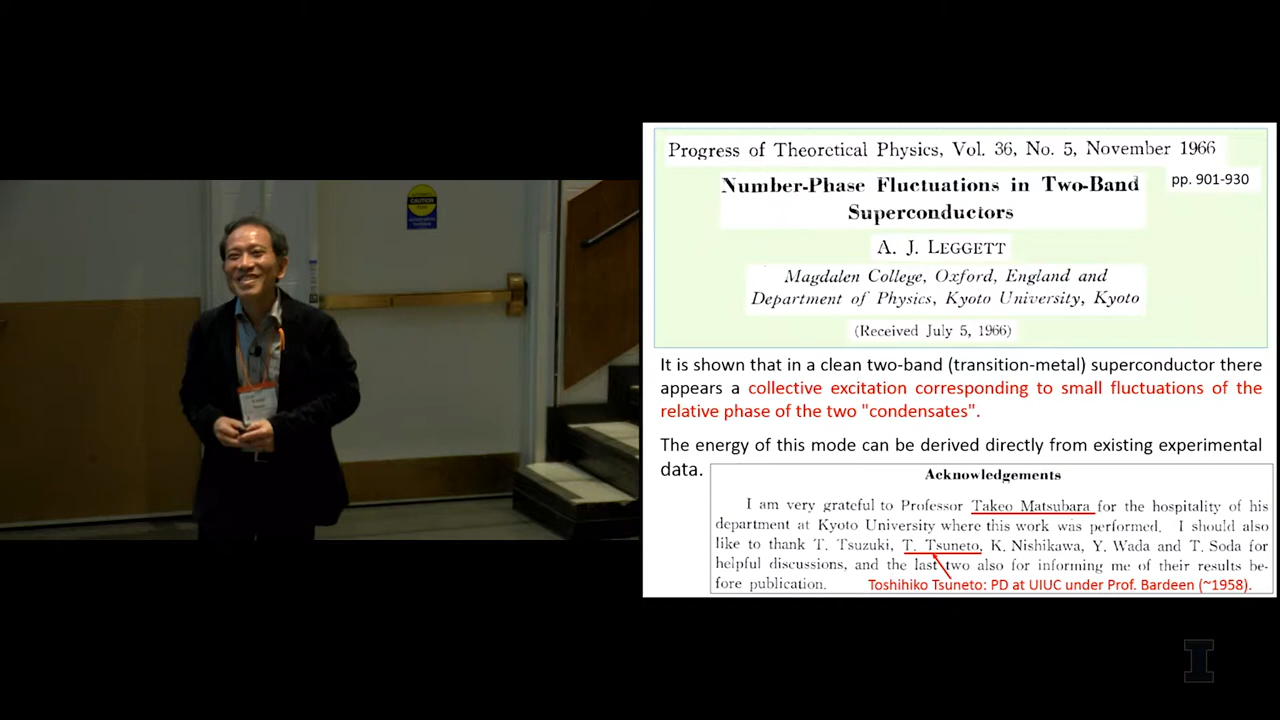 CAUTION
Progress of Theoretical Physics, Vol. 36, No. 5, November 1966
Number-Phase Fluctuations in Two-Band
pp. 901-930
Superconductors
A. J. LEGGETT
Magdalen College, Oxford, England and
Department of Physics, Kyoto University, Kyoto
(Received July 5, 1966)
It is shown that in a clean two-band (transition-metal) superconductor there
appears a collective excitation corresponding to small fluctuations of the
relative phase of the two "condensates".
The energy of this mode can be derived directly from existing experimental
data.
Acknowledgements
I am very grateful to Professor Takeo Matsubara for the hospitality of his
department at Kyoto University where this work was performed. I should also
like to thank T. Tsuzuki, T. Tsuneto, K. Nishikawa, Y. Wada and T. Soda for
helpful discussions, and the last two also for informing me of their results be-
fore publication.
Toshihiko Tsuneto: PD at UIUC under Prof. Bardeen (~1958).
I